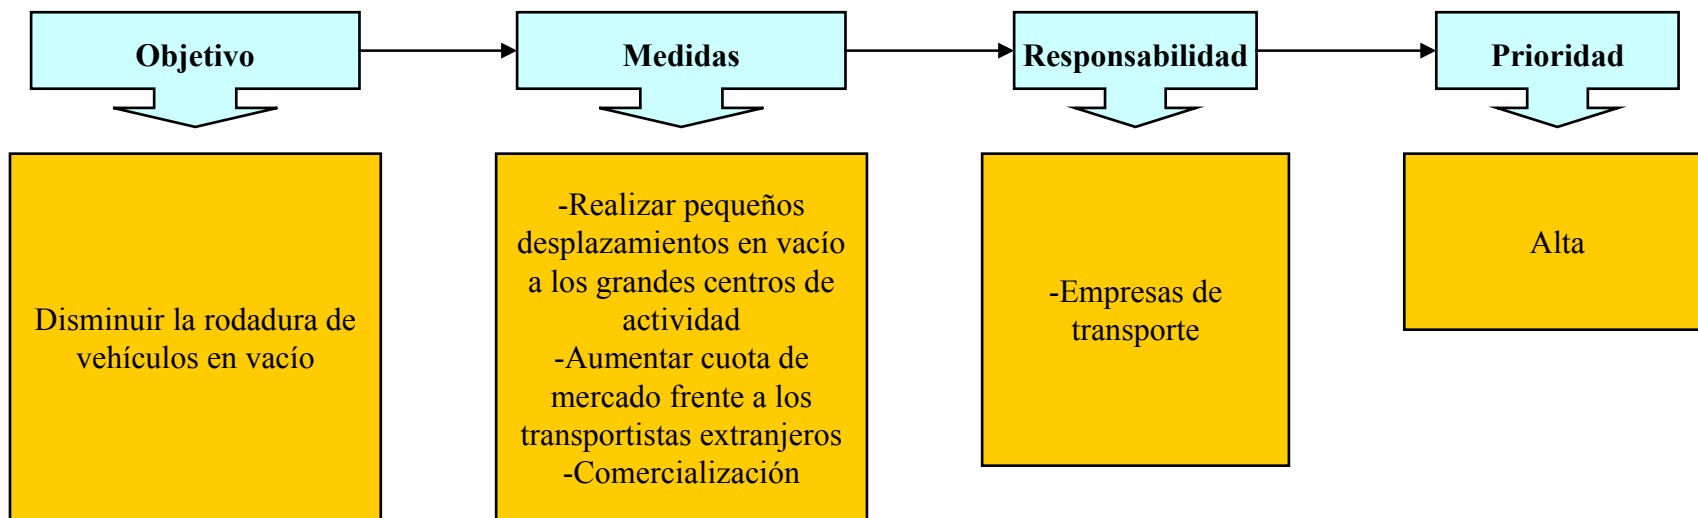 Objetivo
Medidas
Responsabilidad
Prioridad
Disminuir la rodadura de
vehículos en vacío
-Realizar pequeños
desplazamientos en vacío
a los grandes centros de
actividad
-Aumentar cuota de
mercado frente a los
transportistas extranjeros
-Comercialización
-Empresas de
transporte
Alta